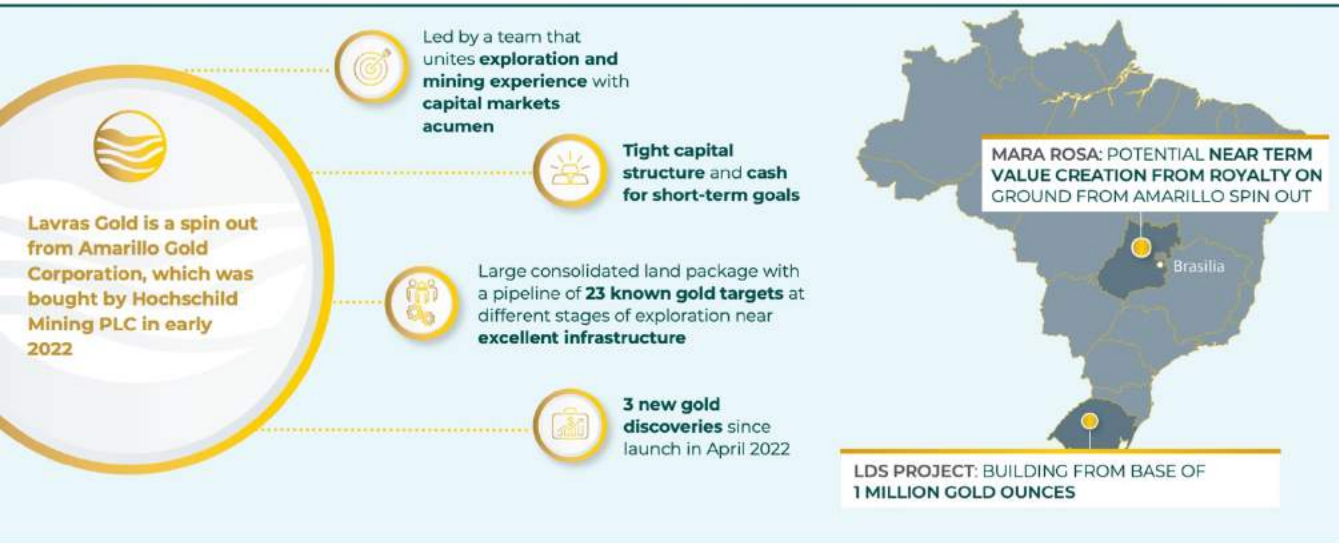 Led by a team that
unites exploration and
mining experience with
capital markets
acumen
Tight capital
structure and cash
for short-term goals
Lavras Gold is a spin out
from Amarillo Gold
Corporation, which was
bought by Hochschild
Mining PLC in early
2022
Large consolidated land package with
a pipeline of 23 known gold targets at
different stages of exploration near
excellent infrastructure
3 new gold
discoveries since
launch in April 2022
MARA ROSA: POTENTIAL NEAR TERM
VALUE CREATION FROM ROYALTY ON
GROUND FROM AMARILLO SPIN OUT
Brasilia
LDS PROJECT: BUILDING FROM BASE OF
1 MILLION GOLD OUNCES